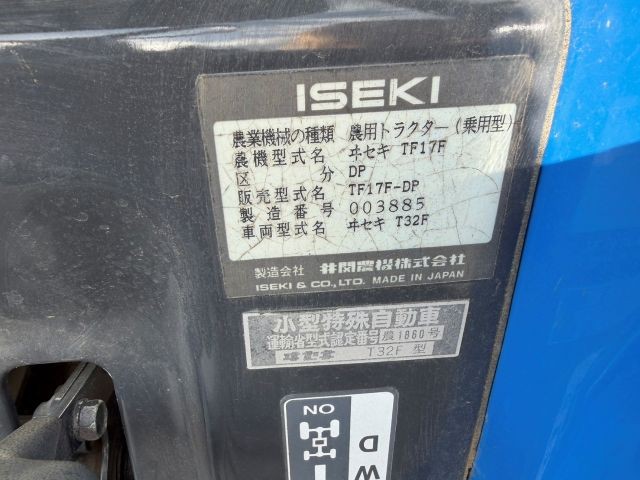 ISEKI
農業機械の種類 農用トラクター(乗用型)
農機型式名 ヰセキ TF17F
区分 DP
販売型式名 TF17F-DP
製造番号 003885
車両型式名 ヰセキ T32F
製造会社 井関農機株式会社
ISEKI & CO., LTD. MADE IN JAPAN
小型特殊自動車
運輸省型式認定番号 農1860号
T32F 型
NO
WD